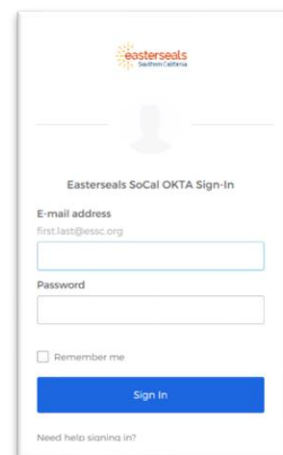 easterseals
Southern California
Easterseals SoCal OKTA Sign-In
E-mail address
first.last@essc.org
Password
Remember me
Sign In
Need help signing in?